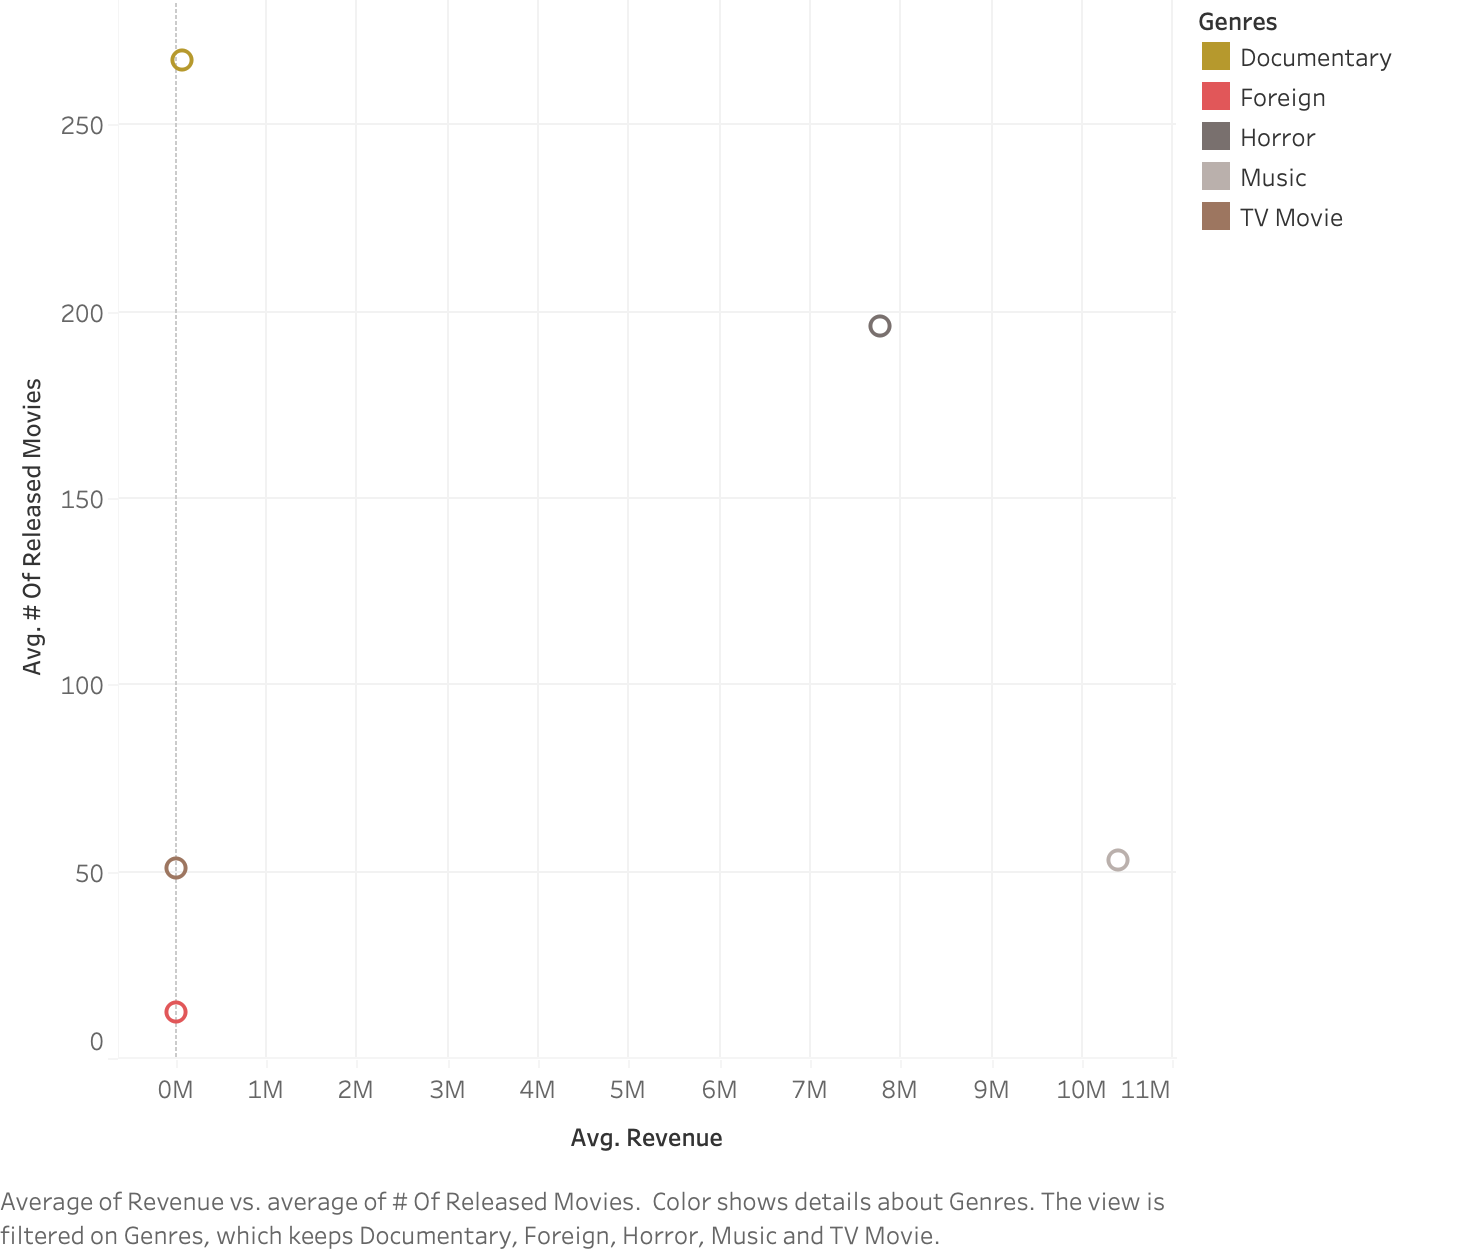 Genres
Documentary
Foreign
Horror
Music
TV Movie
250
200
150
100
50
0
Avg. # Of Released Movies
0M 1M 2M 3M 4M 5M 6M 7M 8M 9M 10M 11M
Avg. Revenue
Average of Revenue vs. average of # Of Released Movies.  Color shows details about Genres. The view is
filtered on Genres, which keeps Documentary, Foreign, Horror, Music and TV Movie.